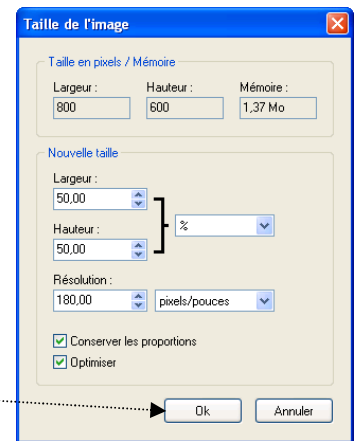 Taille de l'image
Taille en pixels / Mémoire
Largeur : Hauteur : Mémoire :
800 600 1,37 Mo
Nouvelle taille
Largeur :
50,00
%
Hauteur :
50,00
Résolution :
180,00 pixels/pouces
Conserver les proportions
Optimiser
Ok Annuler